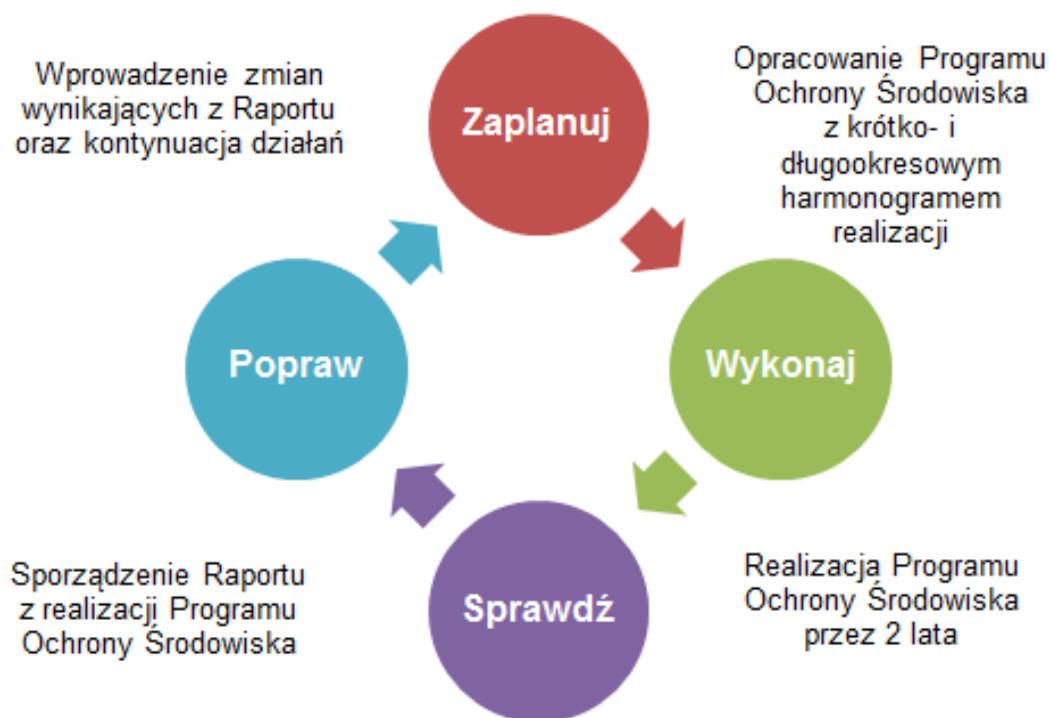 Wprowadzenie zmian
wynikających z Raportu
oraz kontynuacja działań
Zaplanuj
Opracowanie Programu
Ochrony Środowiska
z krótko- i
długookresowym
harmonogramem
realizacji
Popraw
Wykonaj
Sporządzenie Raportu
z realizacji Programu
Ochrony Środowiska
Sprawdź
Realizacja Programu
Ochrony Środowiska
przez 2 lata